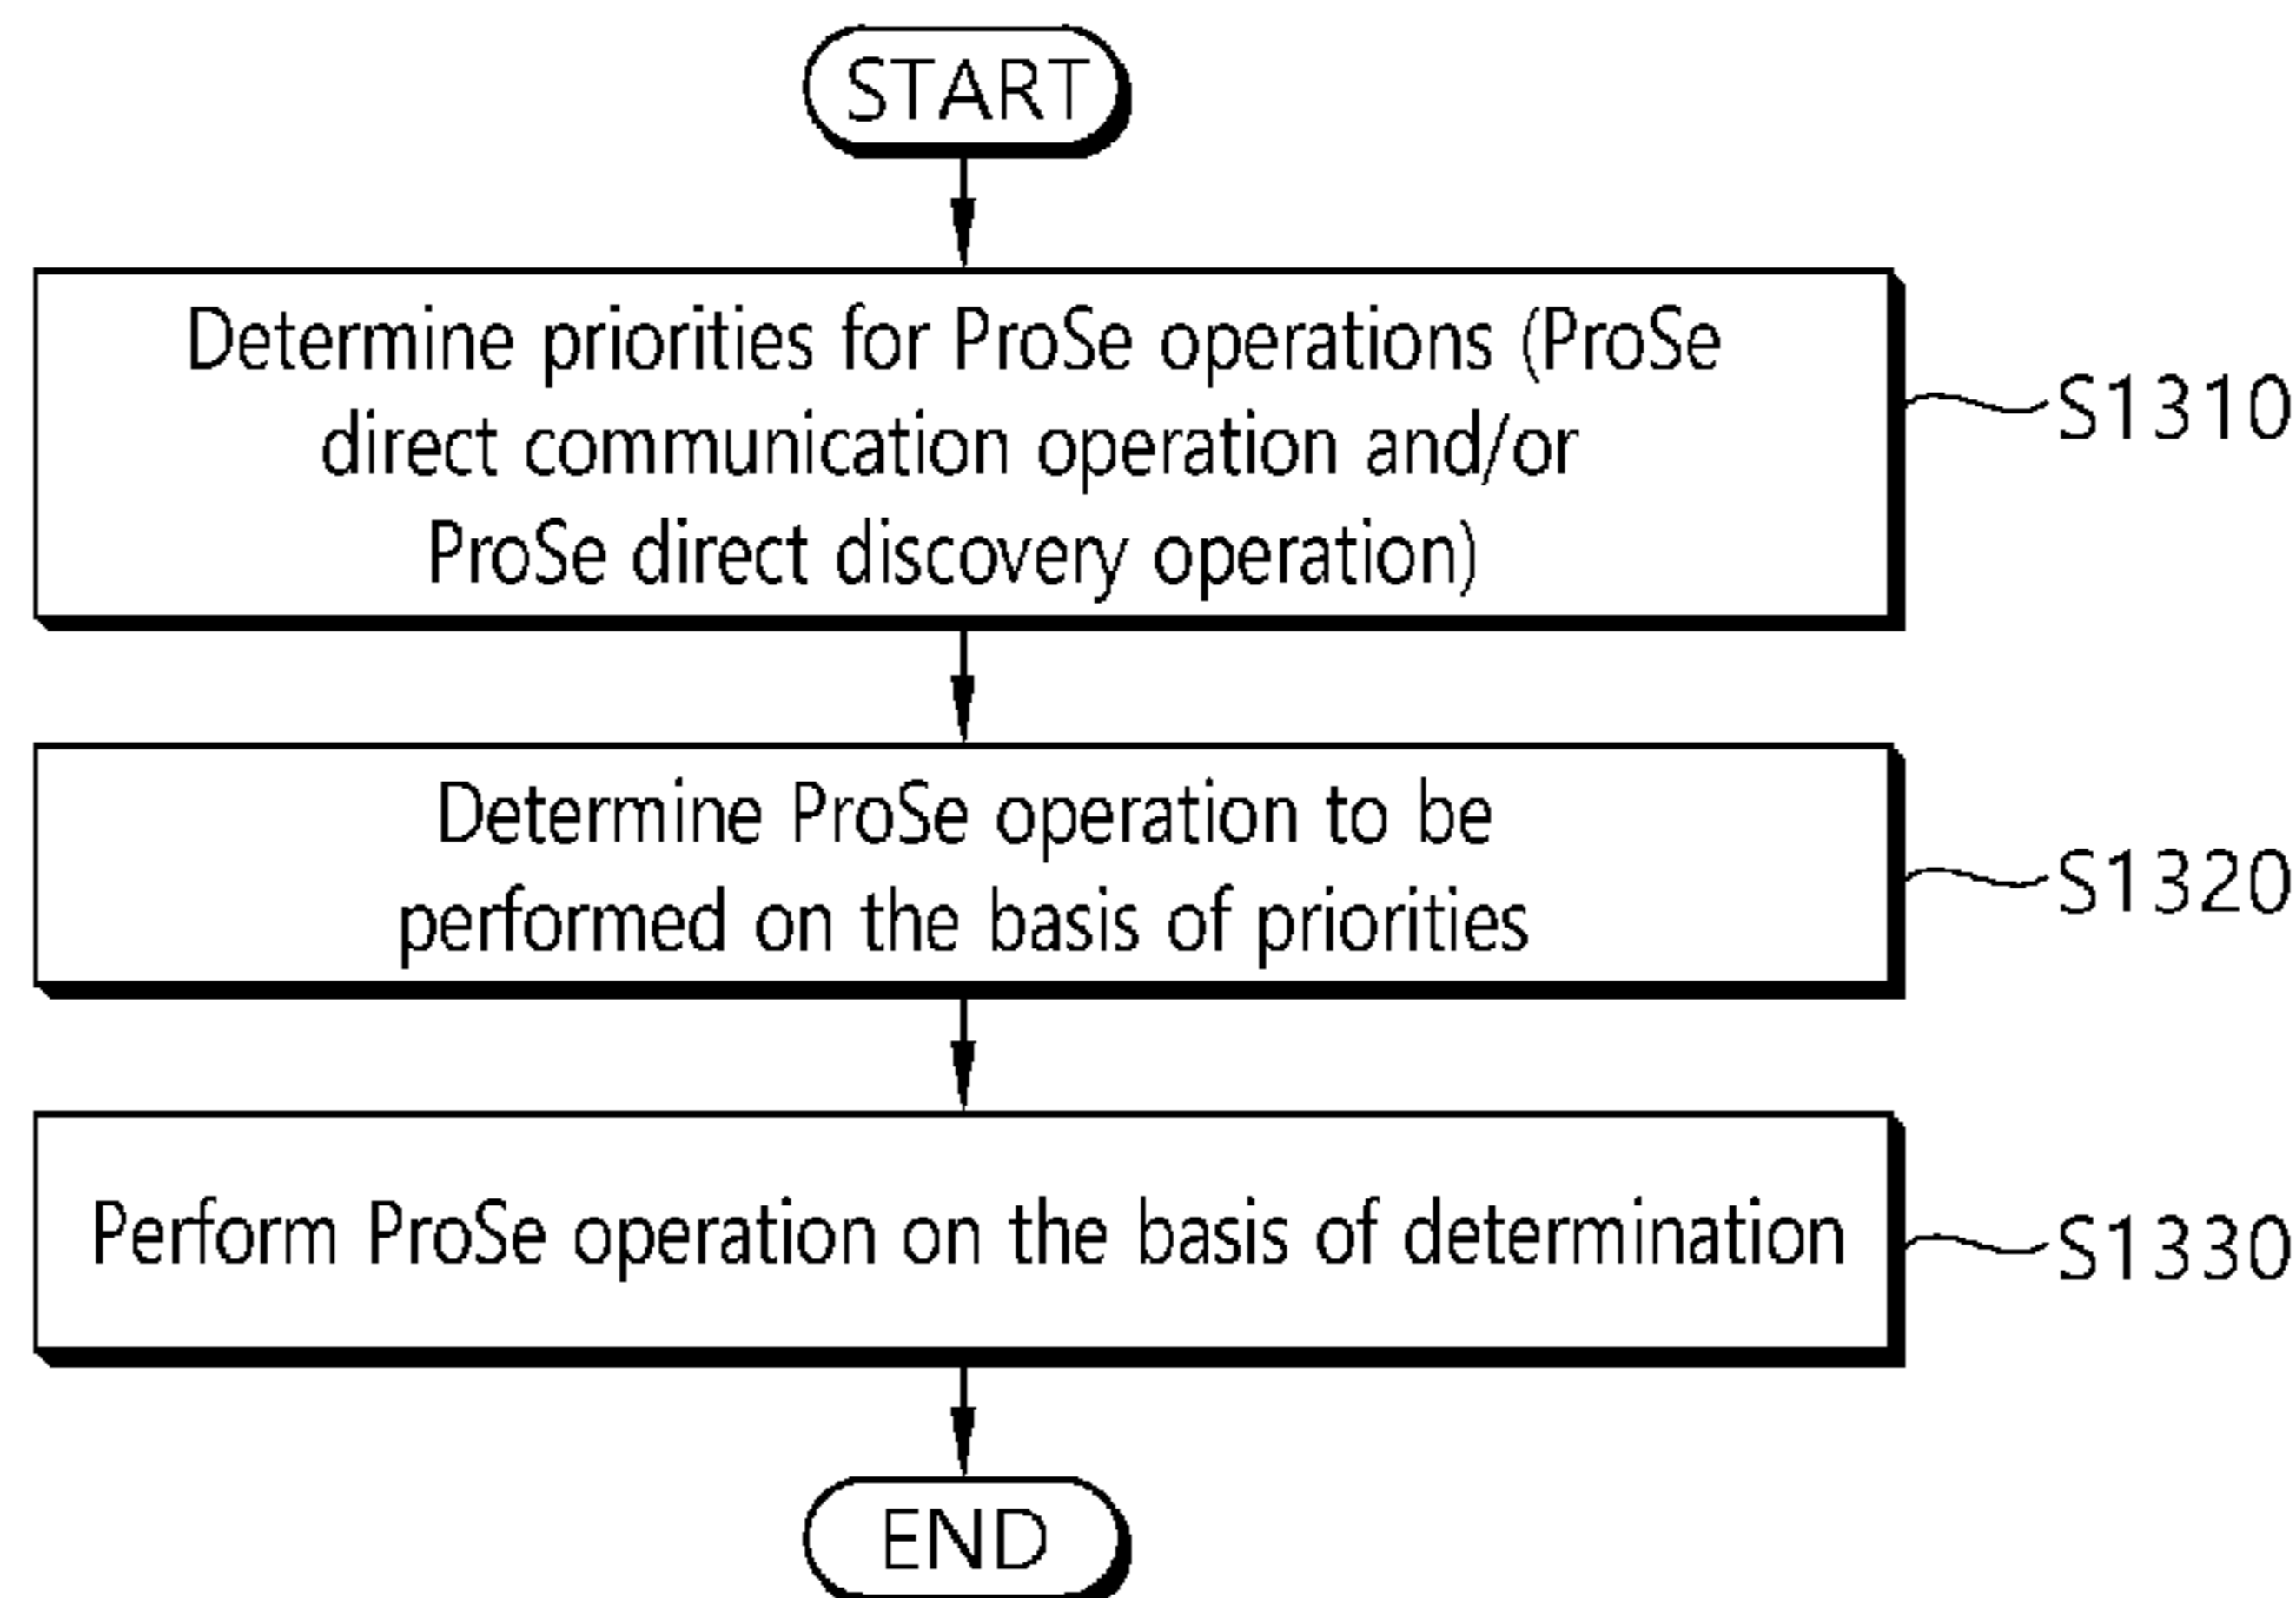 START
Determine priorities for ProSe operations (ProSe
direct communication operation and/or
ProSe direct discovery operation)
S1310
Determine ProSe operation to be
performed on the basis of priorities
S1320
Perform ProSe operation on the basis of determination
S1330
END